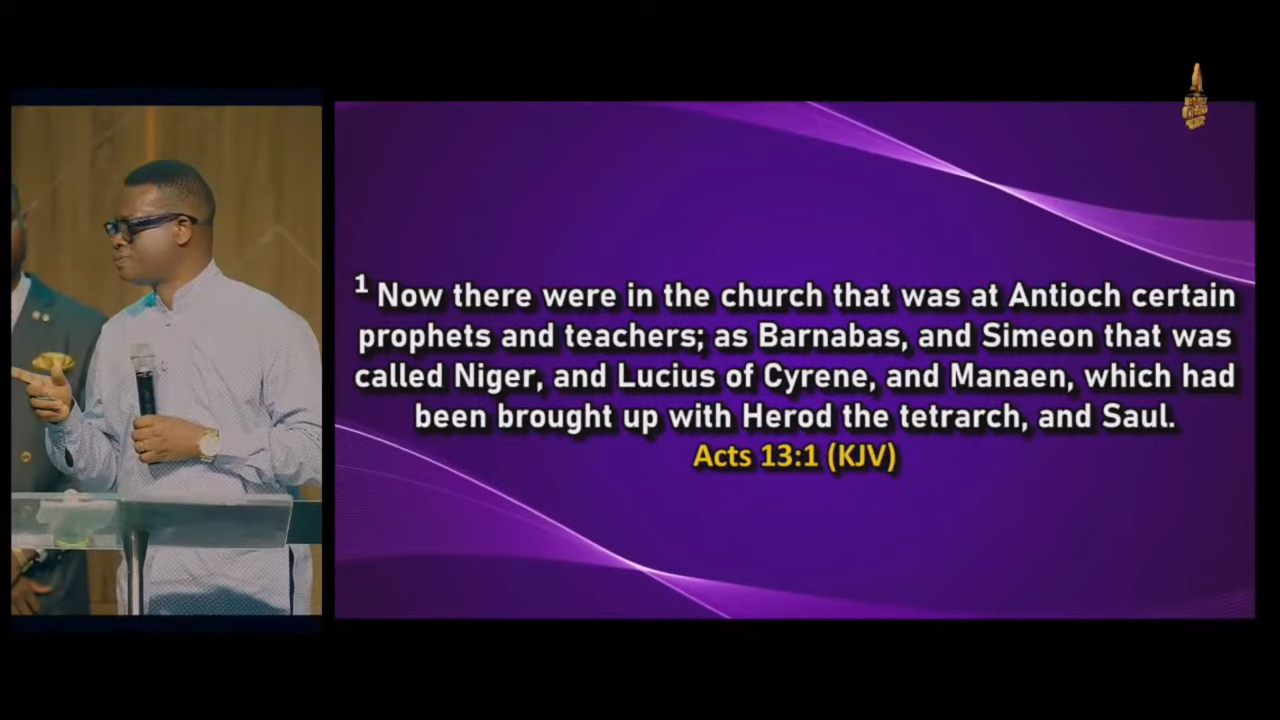 1 Now there were in the church that was at Antioch certain
prophets and teachers; as Barnabas, and Simeon that was
called Niger, and Lucius of Cyrene, and Manaen, which had
been brought up with Herod the tetrarch, and Saul.
Acts 13:1 (KJV)